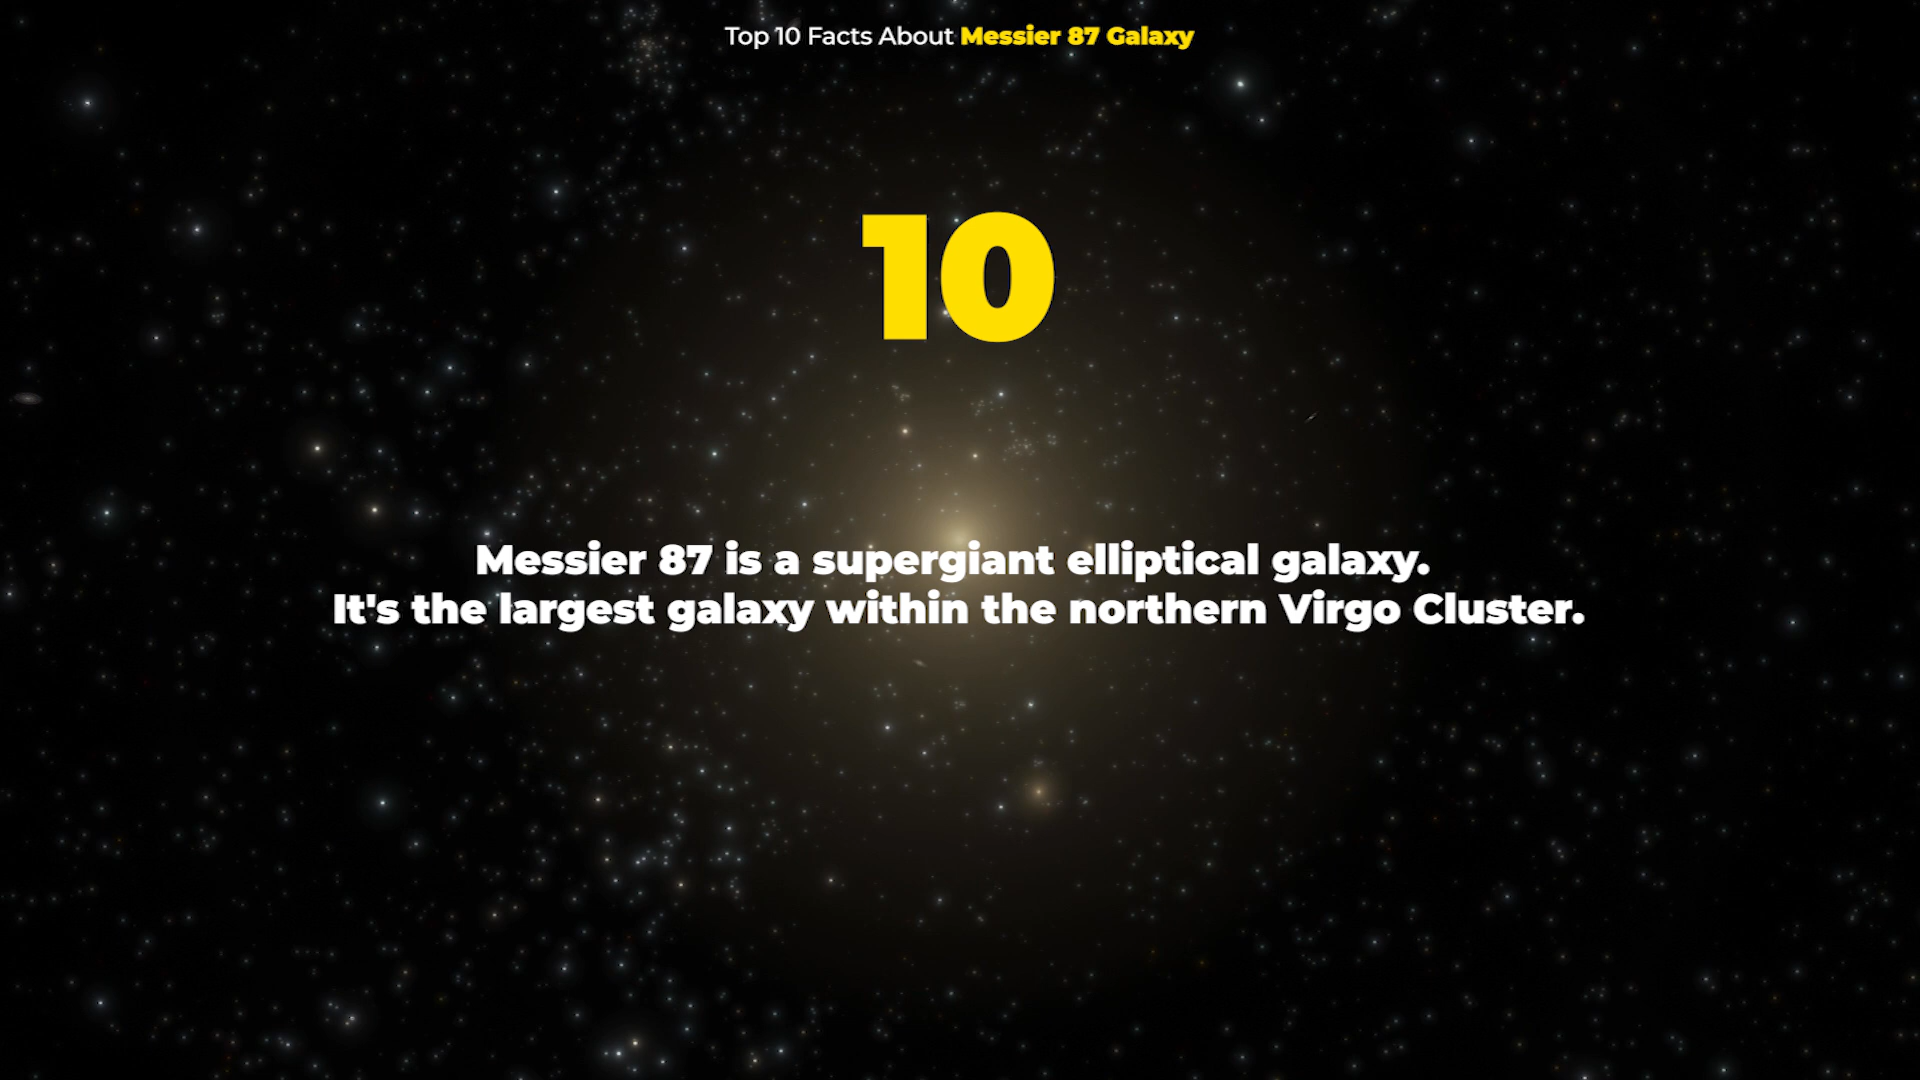 Top 10 Facts About Messier 87 Galaxy
10
Messier 87 is a supergiant elliptical galaxy.
It's the largest galaxy within the northern Virgo Cluster.